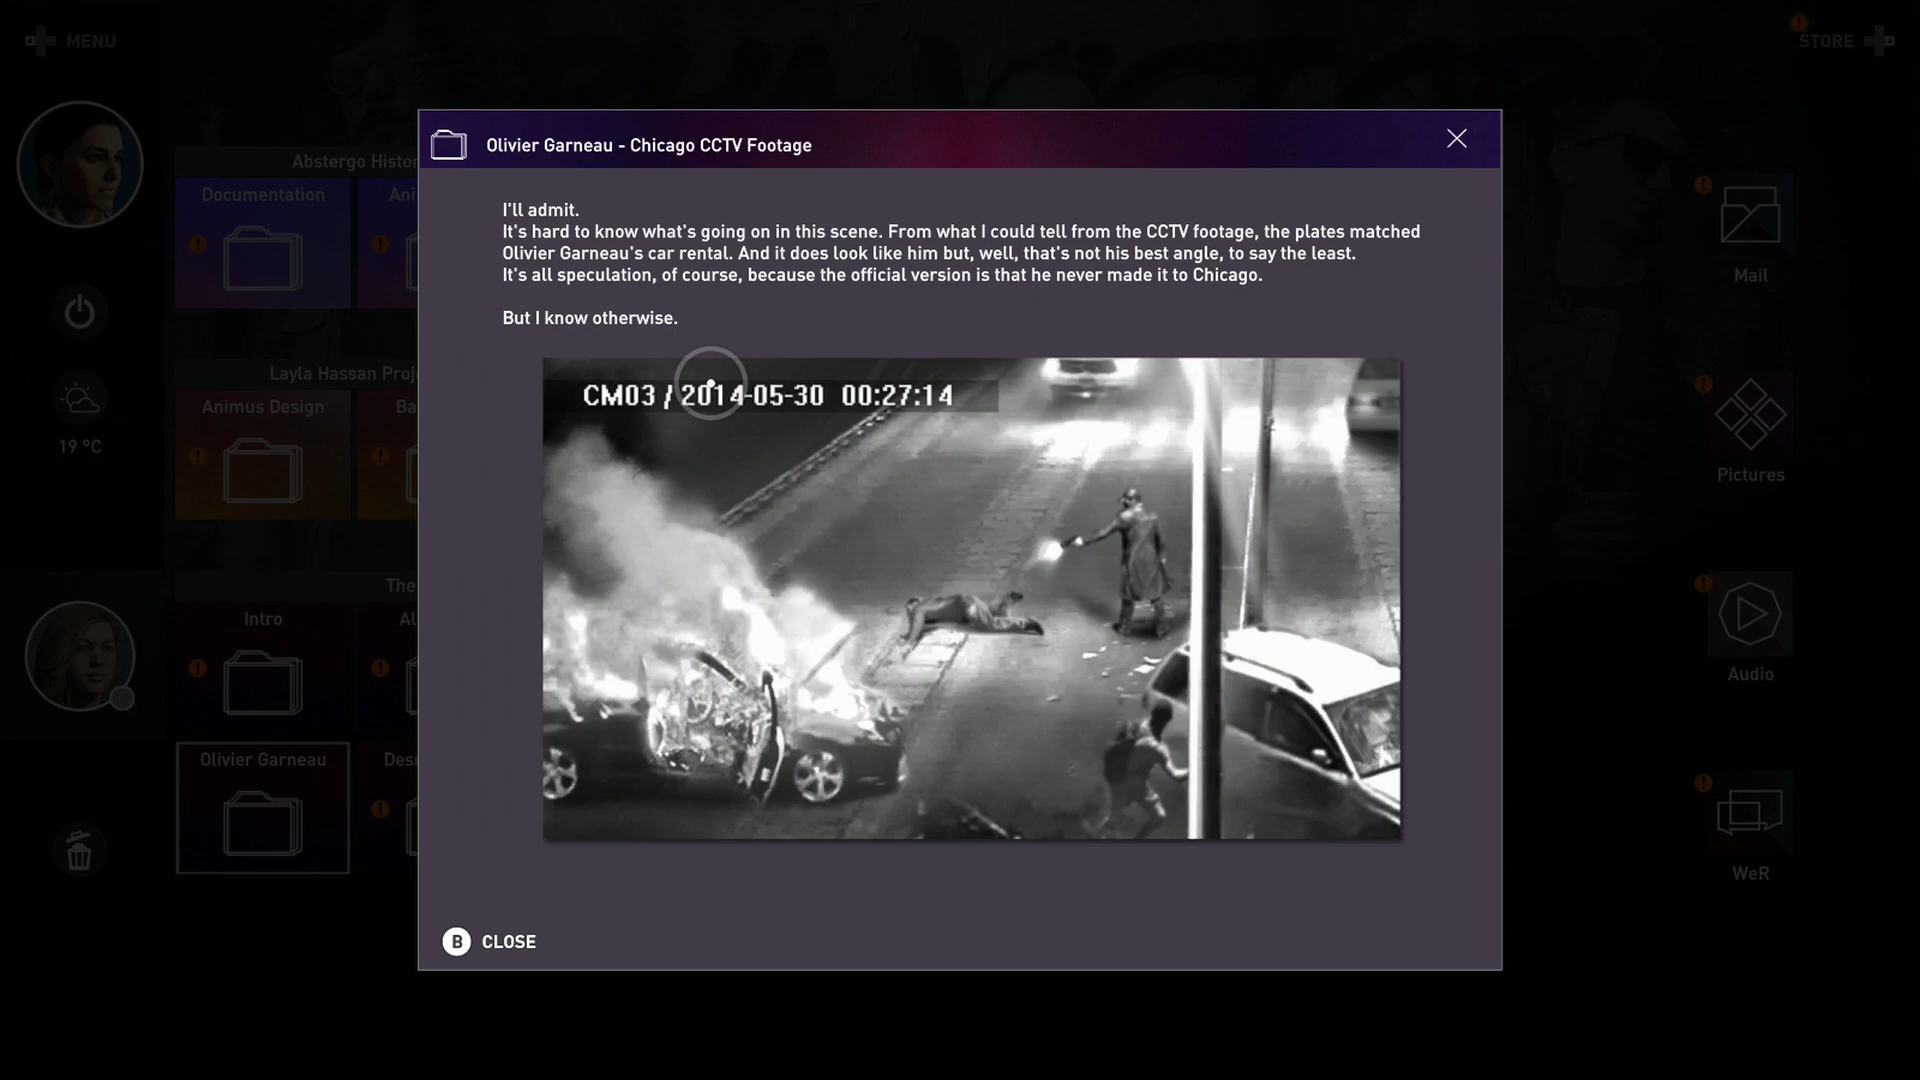 MENU
STORE
Olivier Garneau - Chicago CCTV Footage
Abstergo Histor
Documentation
Ani
I'll admit.
It's hard to know what's going on in this scene. From what I could tell from the CCTV footage, the plates matched
Olivier Garneau's car rental. And it does look like him but, well, that's not his best angle, to say the least.
It's all speculation, of course, because the official version is that he never made it to Chicago.
But I know otherwise.
Mail
Layla Hassan Proj
Animus Design
Ba
19 °C
CM03 / 2014-05-30 00:27:14
Pictures
The
Intro
Al
Audio
Olivier Garneau
Des
WeR
B CLOSE